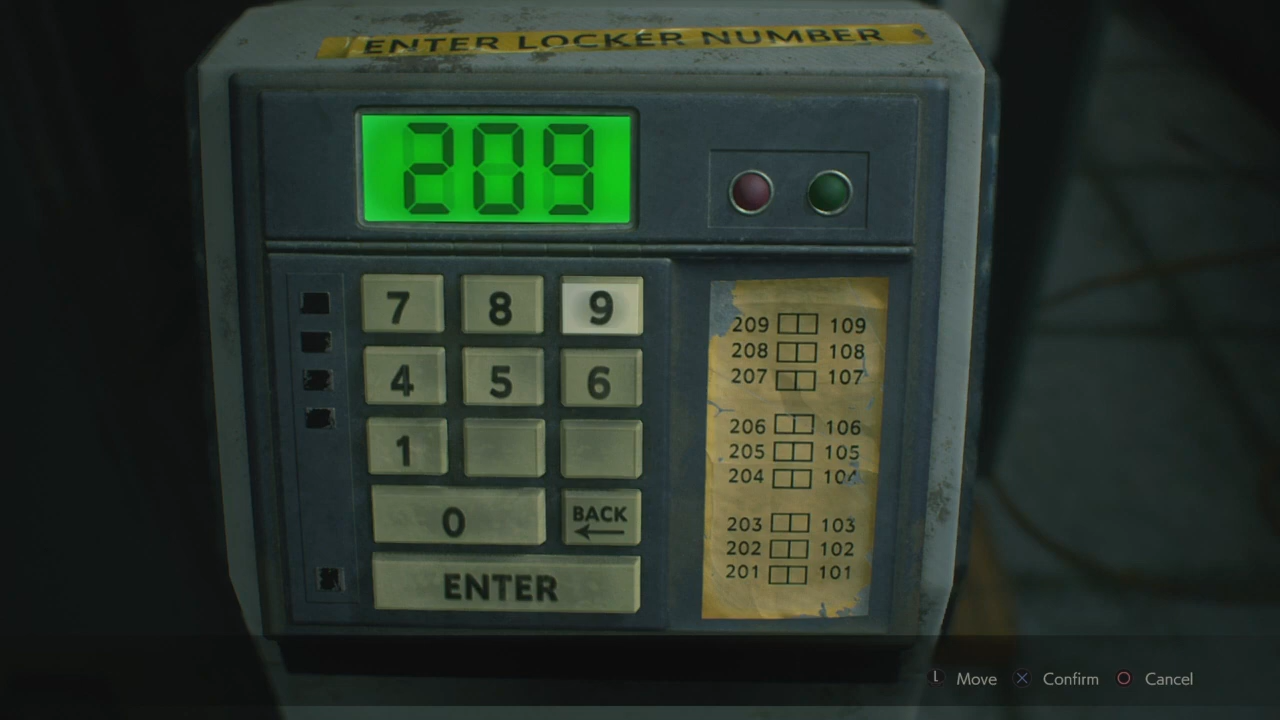 ENTER LOCKER NUMBER
209
7 8 9
4 5 6
1
0 BACK
ENTER
209 109
208 108
207 107
206 106
205 105
204 104
203 103
202 102
201 101
L Move X Confirm O Cancel